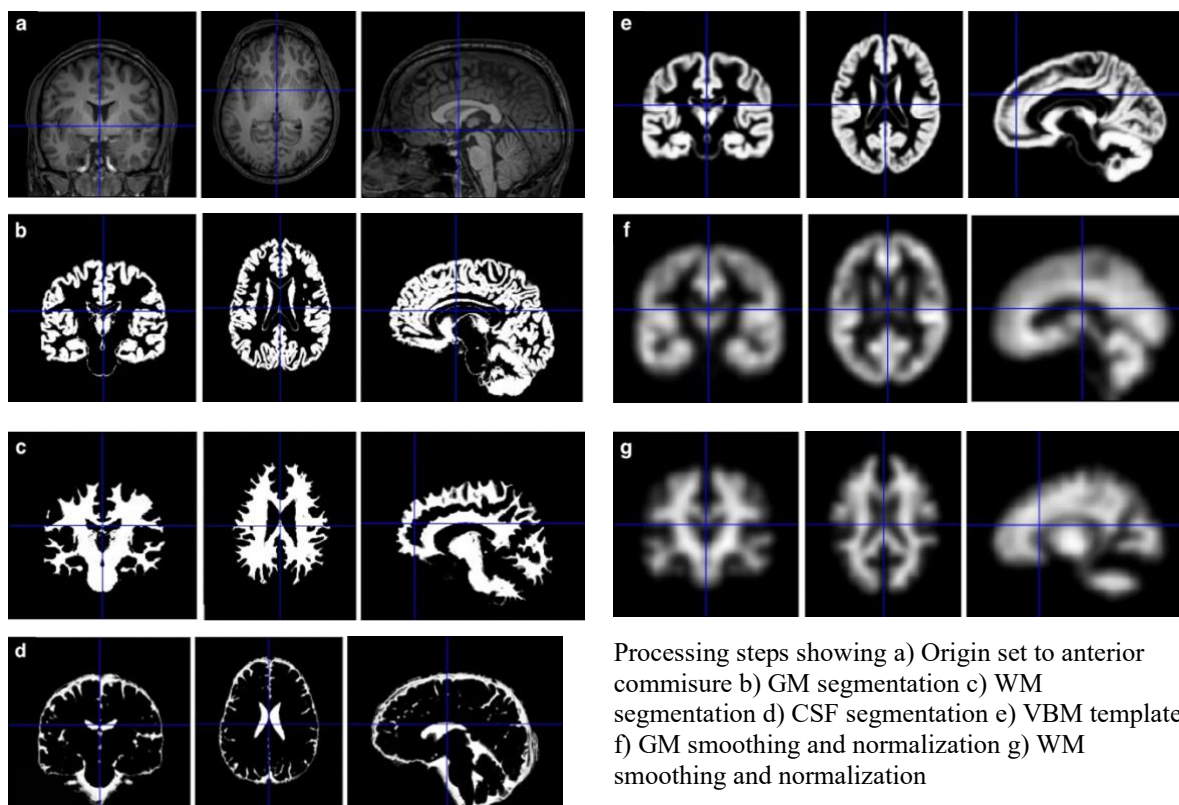 a
b
c
d
e
f
g
Processing steps showing a) Origin set to anterior
commisure b) GM segmentation c) WM
segmentation d) CSF segmentation e) VBM template
f) GM smoothing and normalization g) WM
smoothing and normalization